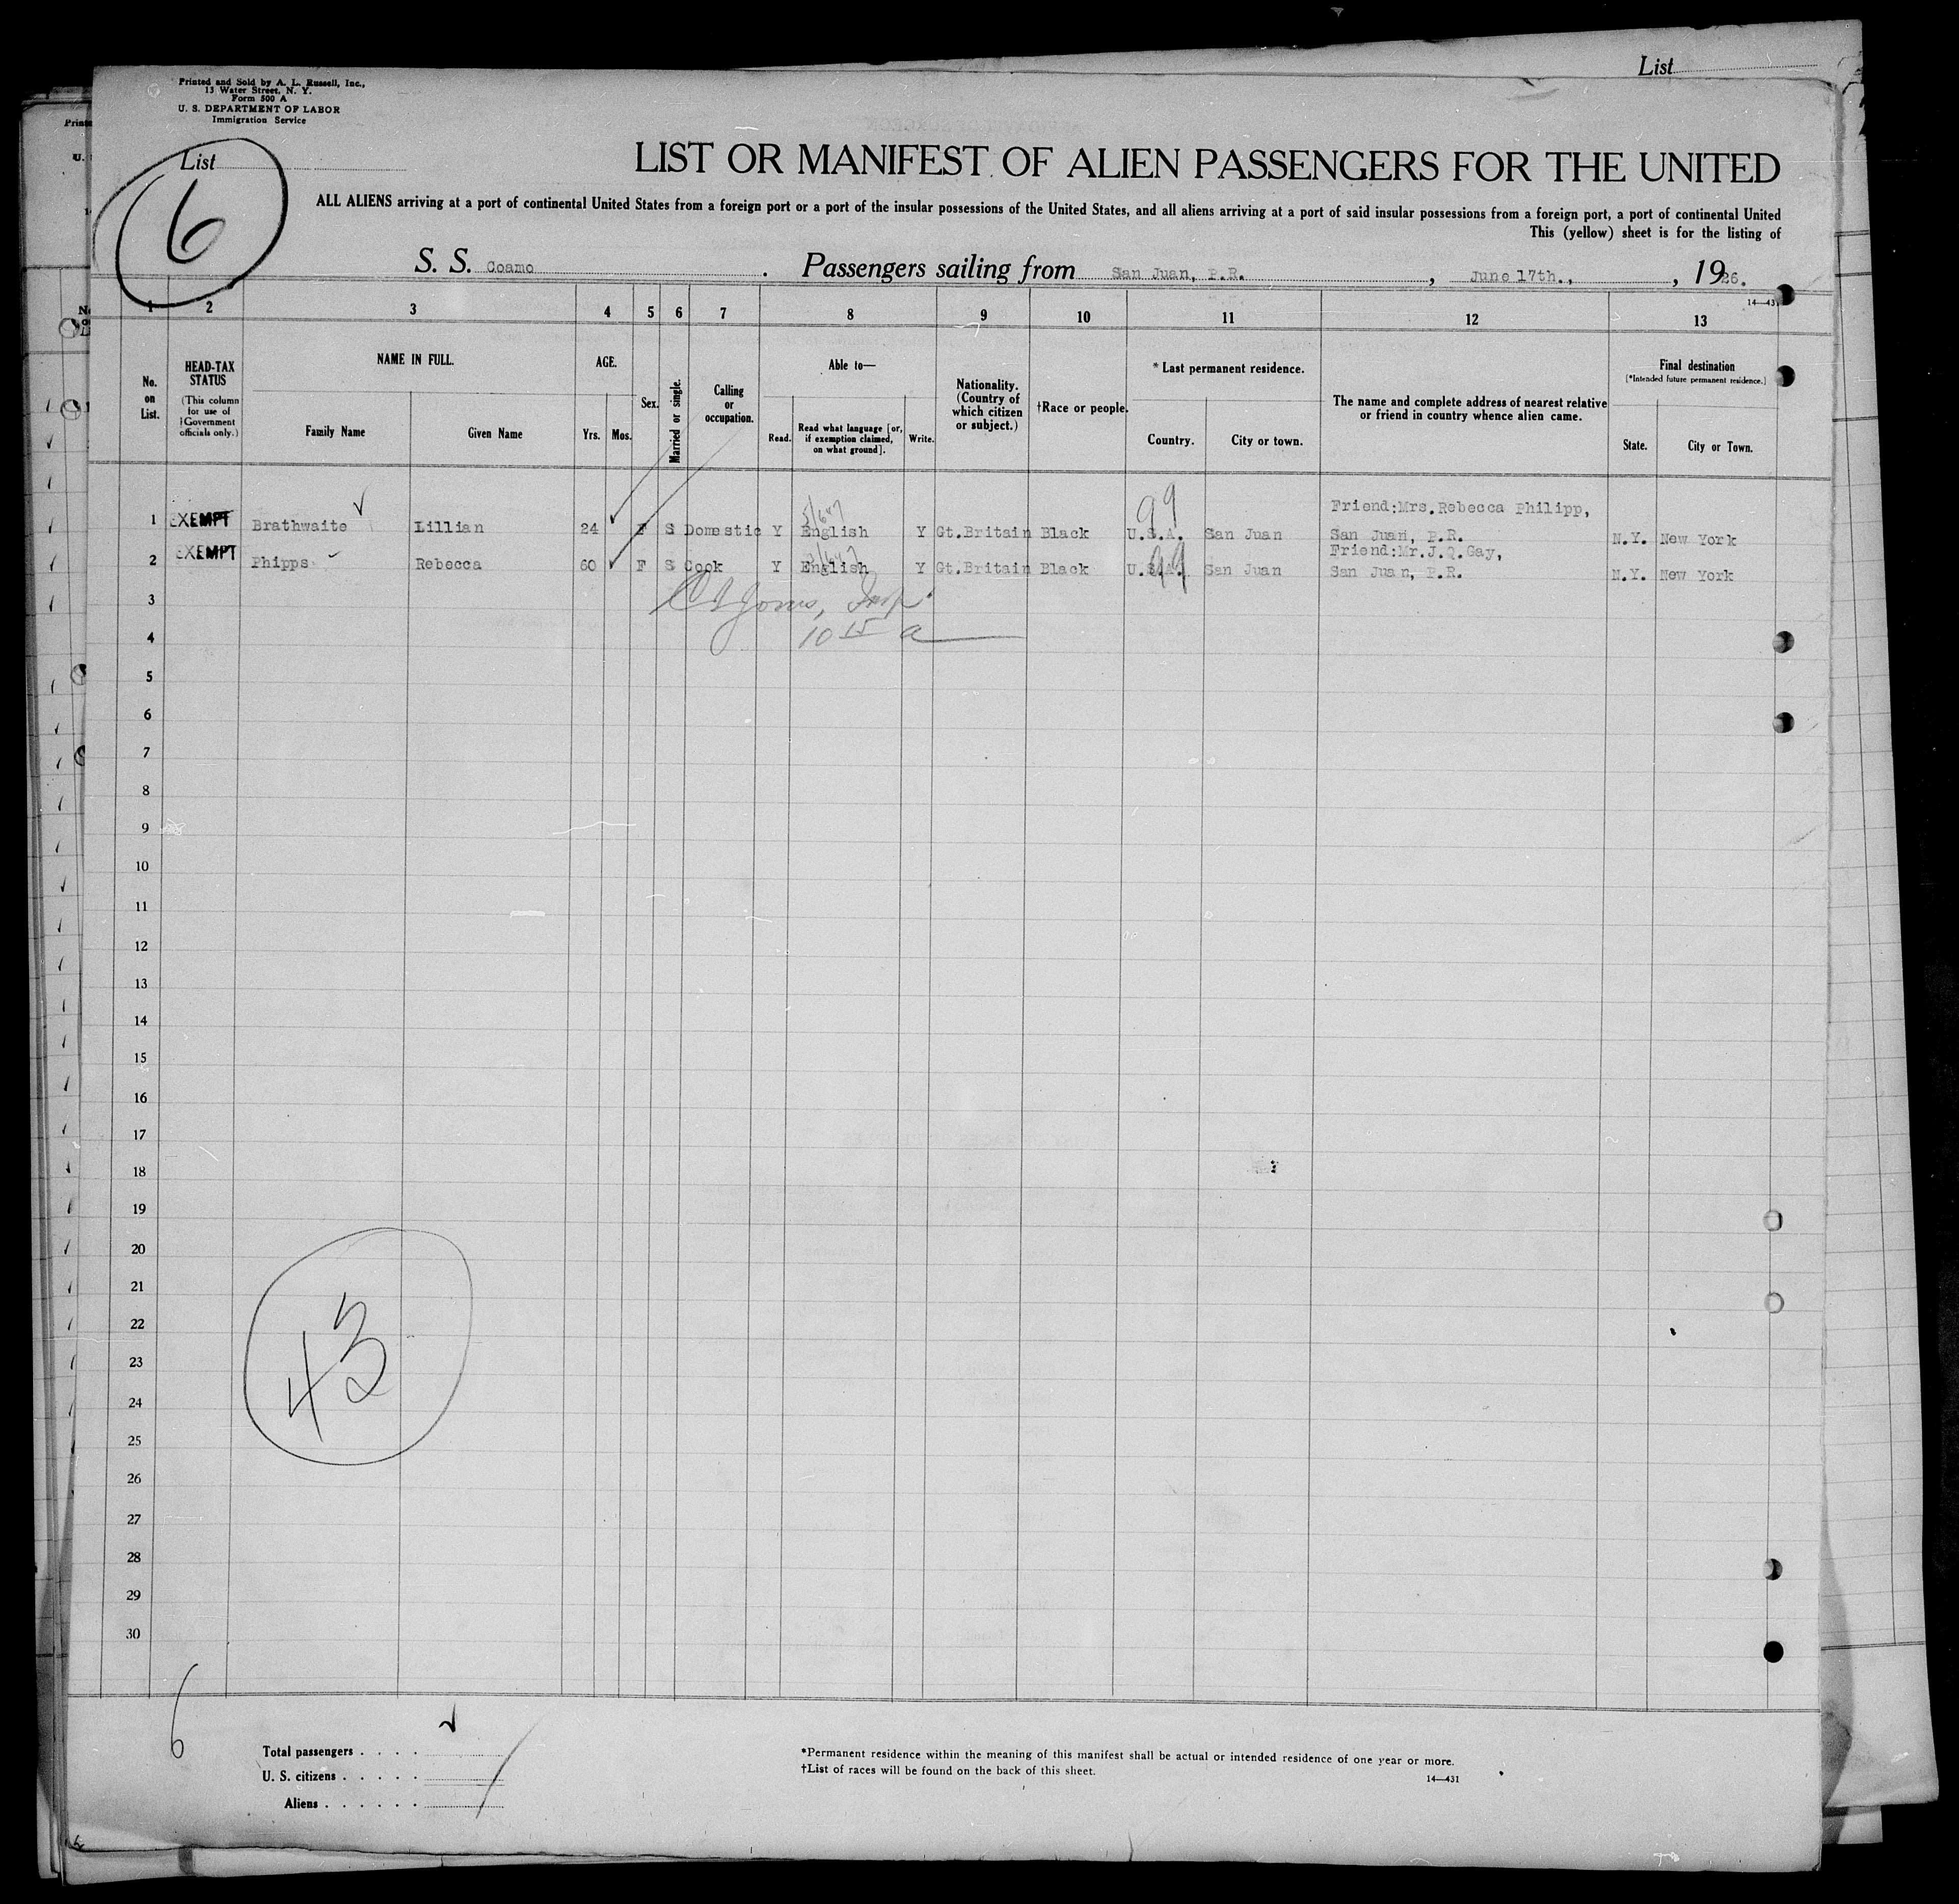 List
Printed and Sold by A. L. Russell, Inc.,
13 Water Street, N. Y.
Form 500 A
U. S. DEPARTMENT OF LABOR
Immigration Service
List
6
LIST OR MANIFEST OF ALIEN PASSENGERS FOR THE UNITED
ALL ALIENS arriving at a port of continental United States from a foreign port or a port of the insular possessions of the United States, and all aliens arriving at a port of said insular possessions from a foreign port, a port of continental United
This (yellow) sheet is for the listing of
S. S. Coamo. Passengers sailing from San Juan, P.R., June 17th., , 1926.
14—431
1 2 3 4 5 6 7 8 9 10 11 12 13
No. on List.
HEAD-TAX STATUS
(This column for use of Government officials only.)
NAME IN FULL.
Family Name
Given Name
AGE.
Yrs.
Mos.
Sex.
Married or single.
Calling or occupation.
Able to—
Read.
Read what language [or, if exemption claimed, on what ground].
Write.
Nationality. (Country of which citizen or subject.)
†Race or people.
* Last permanent residence.
Country.
City or town.
The name and complete address of nearest relative or friend in country whence alien came.
Final destination
(*Intended future permanent residence.)
State.
City or Town.
99
Friend:Mrs.Rebecca Philipp,
1 EXEMPT Brathwaite Lillian 24 F S Domestic Y English Y Gt.Britain Black U.S.A. San Juan San Juan, P.R. N.Y. New York
99
Friend:Mr.J.Q.Gay,
2 EXEMPT Phipps Rebecca 60 F S Cook Y English Y Gt.Britain Black U.S.A. San Juan San Juan, P.R. N.Y. New York
3
Jones, Insp.
4
10 15 a
5
6
7
8
9
10
11
12
13
14
15
16
17
18
19
20
21
22
23
24
25
26
27
28
29
30
43
6
Total passengers . . . .
U. S. citizens . . . . .
Aliens . . . . . .
*Permanent residence within the meaning of this manifest shall be actual or intended residence of one year or more.
†List of races will be found on the back of this sheet.
14—431